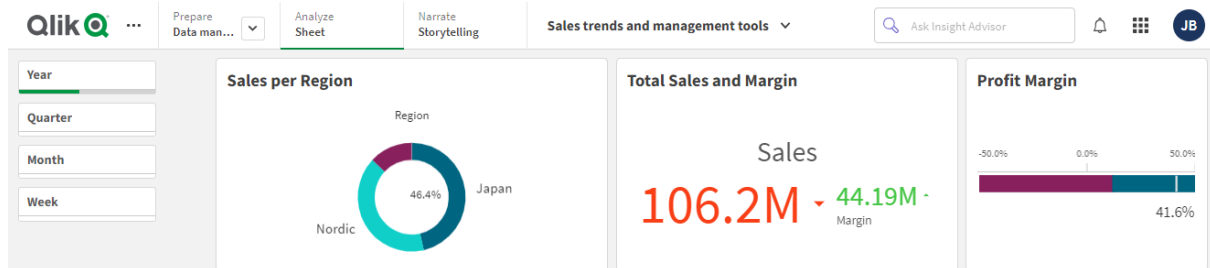 Qlik
...
Prepare
Data man...
Analyze
Sheet
Narrate
Storytelling
Sales trends and management tools
Ask Insight Advisor
JB
Year
Quarter
Month
Week
Sales per Region
Region
46.4%
Japan
Nordic
Total Sales and Margin
Sales
106.2M
44.19M
Margin
Profit Margin
-50.0% 0.0% 50.0%
41.6%